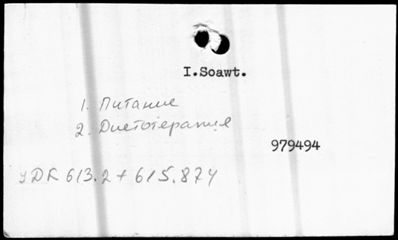 I.Soawt.
1. Питание
2. Диетотерапия
979494
УДК 613.2+615.874